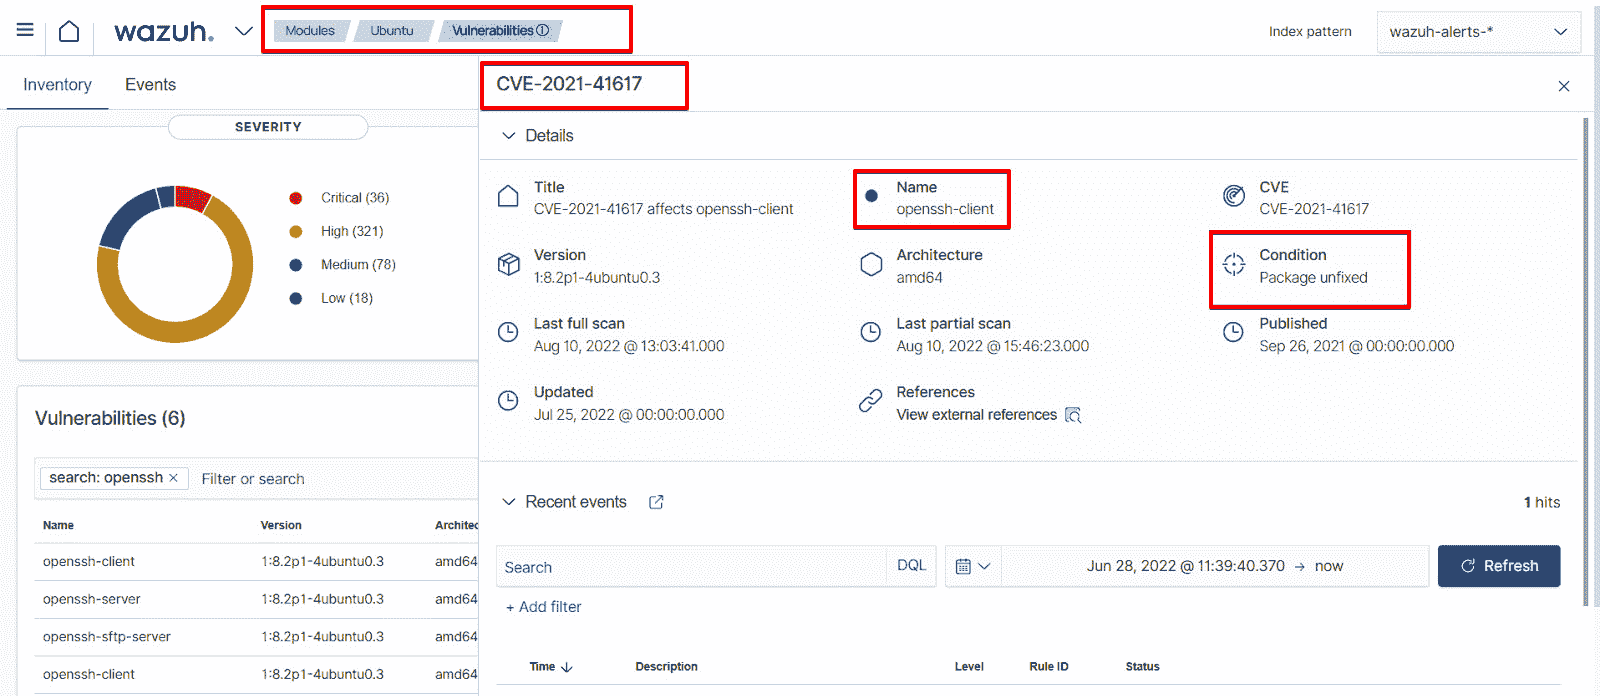 wazuh.
Modules
Ubuntu
Vulnerabilities
Index pattern
wazuh-alerts-*
Inventory
Events
SEVERITY
Critical (36)
High (321)
Medium (78)
Low (18)
Vulnerabilities (6)
search: openssh ×
Filter or search
Name Version Architec
openssh-client 1:8.2p1-4ubuntu0.3 amd64
openssh-server 1:8.2p1-4ubuntu0.3 amd64
openssh-sftp-server 1:8.2p1-4ubuntu0.3 amd64
openssh-client 1:8.2p1-4ubuntu0.3 amd64
CVE-2021-41617
Details
Title
CVE-2021-41617 affects openssh-client
Name
openssh-client
CVE
CVE-2021-41617
Version
1:8.2p1-4ubuntu0.3
Architecture
amd64
Condition
Package unfixed
Last full scan
Aug 10, 2022 @ 13:03:41.000
Last partial scan
Aug 10, 2022 @ 15:46:23.000
Published
Sep 26, 2021 @ 00:00:00.000
Updated
Jul 25, 2022 @ 00:00:00.000
References
View external references
Recent events
1 hits
Search
DQL
Jun 28, 2022 @ 11:39:40.370 → now
Refresh
+ Add filter
Time ↓ Description Level Rule ID Status